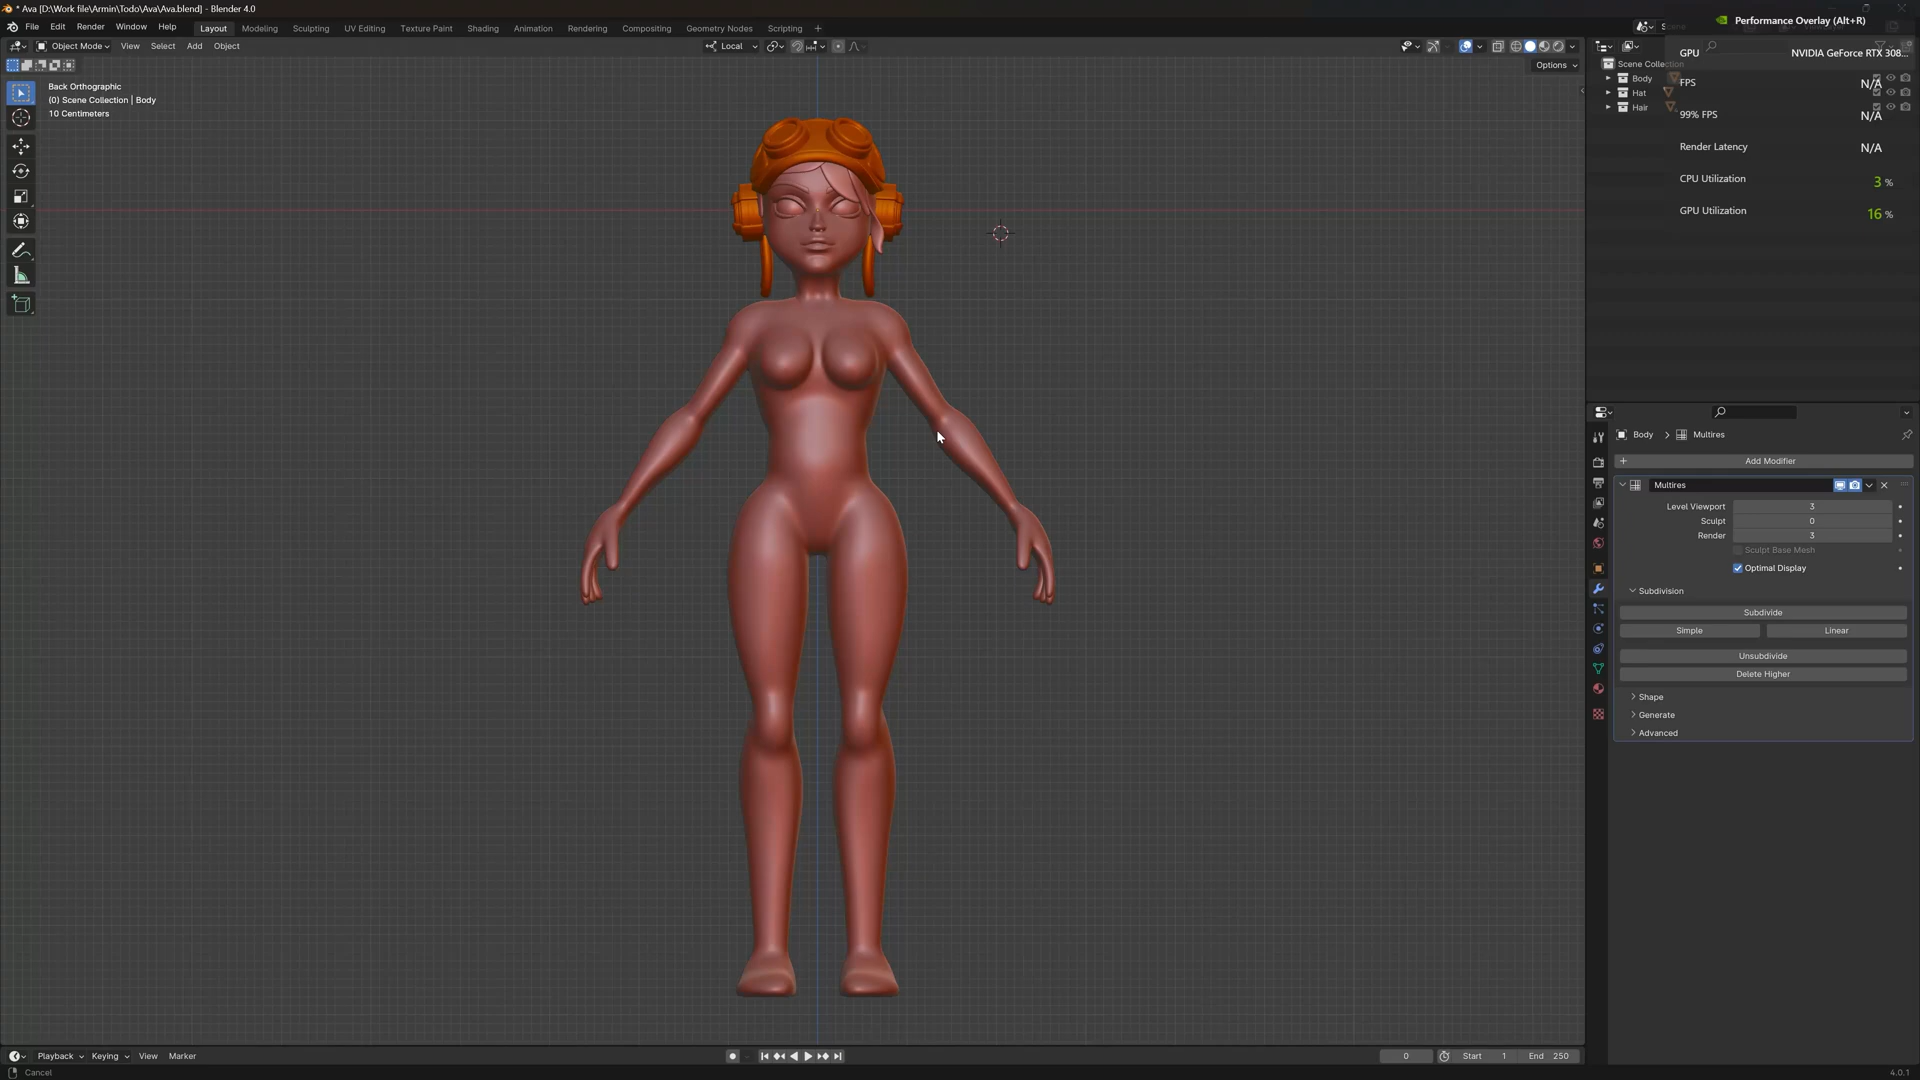 * Ava [D:\Work file\Armin\Todo\Ava\Ava.blend] - Blender 4.0
File Edit Render Window Help Layout Modeling Sculpting UV Editing Texture Paint Shading Animation Rendering Compositing Geometry Nodes Scripting +
Performance Overlay (Alt+R)
Object Mode View Select Add Object Local
Options
GPU NVIDIA GeForce RTX 308...
Scene Collection
Body
FPS N/A
Hat
Hair
99% FPS N/A
Render Latency N/A
CPU Utilization 3 %
GPU Utilization 16 %
Back Orthographic
(0) Scene Collection | Body
10 Centimeters
Body > Multires
+ Add Modifier
Multires
Level Viewport 3
Sculpt 0
Render 3
Sculpt Base Mesh
Optimal Display
Subdivision
Subdivide
Simple Linear
Unsubdivide
Delete Higher
Shape
Generate
Advanced
Playback Keying View Marker 0 Start 1 End 250
Cancel 4.0.1